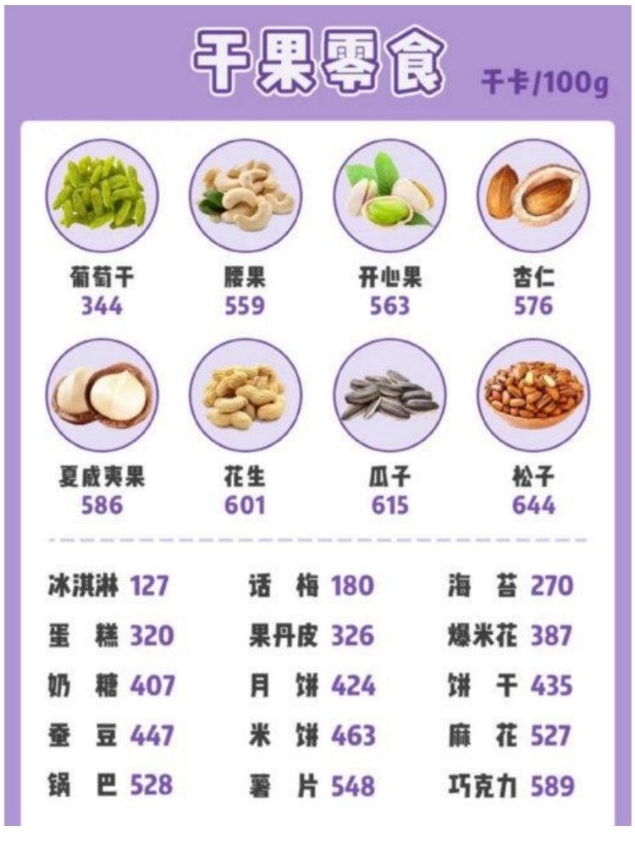 干果零食
千卡/100g
葡萄干 腰果 开心果 杏仁
344 559 563 576
夏威夷果 花生 瓜子 松子
586 601 615 644
冰淇淋 127 话梅 180 海苔 270
蛋糕 320 果丹皮 326 爆米花 387
奶糖 407 月饼 424 饼干 435
蚕豆 447 米饼 463 麻花 527
锅巴 528 薯片 548 巧克力 589